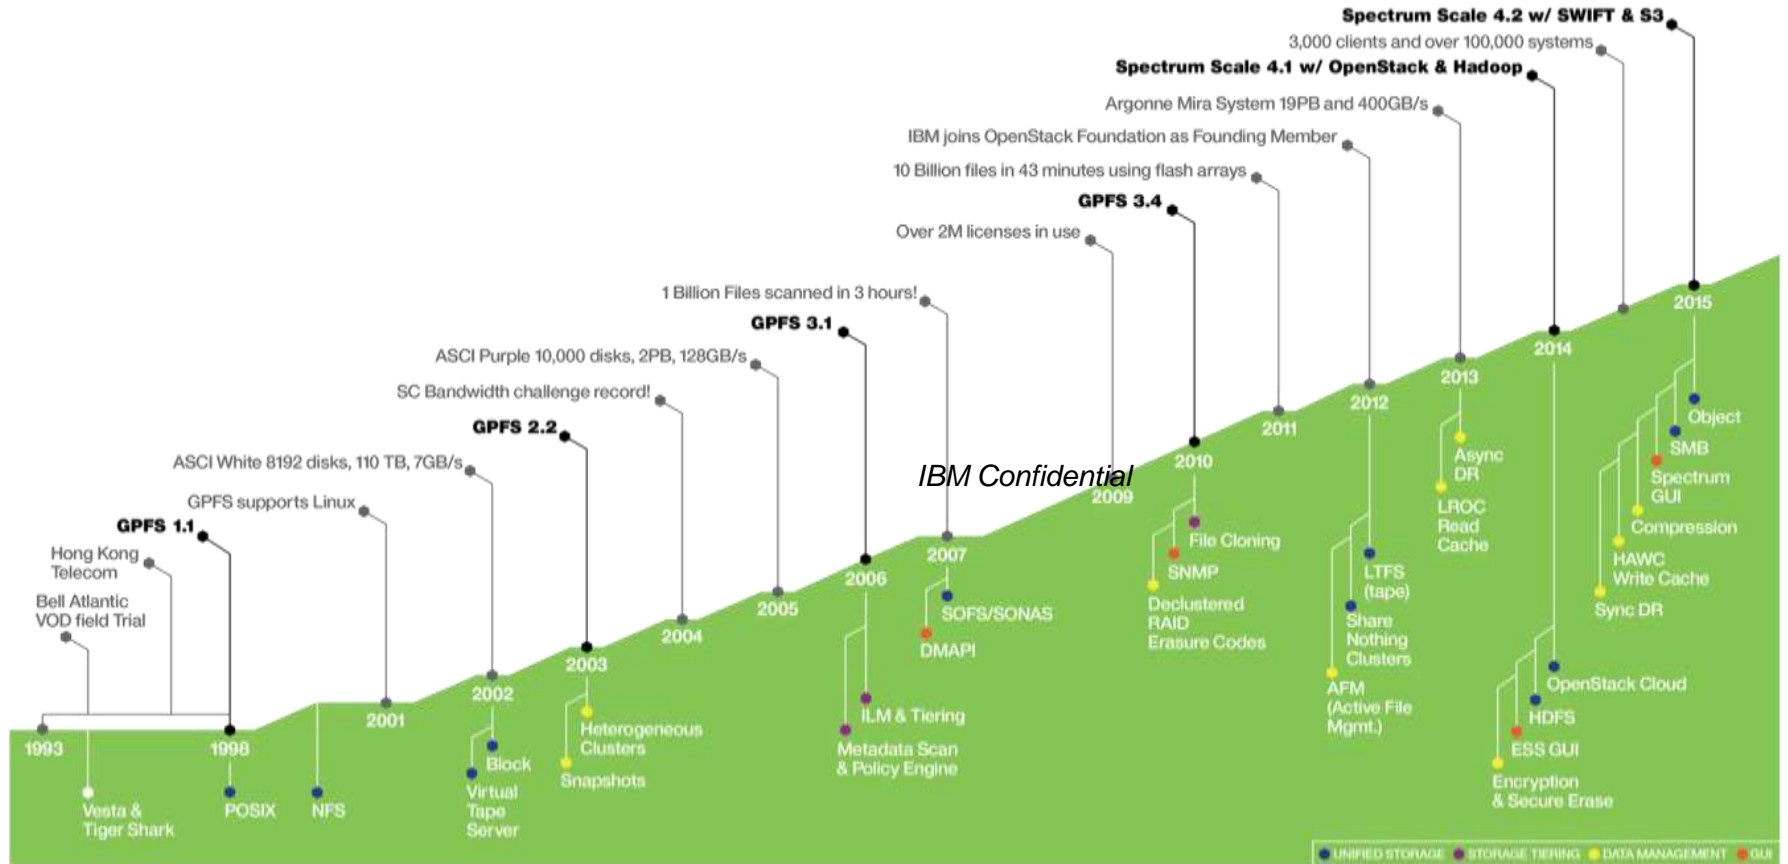 Spectrum Scale 4.2 w/ SWIFT & S3
3,000 clients and over 100,000 systems
Spectrum Scale 4.1 w/ OpenStack & Hadoop
Argonne Mira System 19PB and 400GB/s
IBM joins OpenStack Foundation as Founding Member
10 Billion files in 43 minutes using flash arrays
GPFS 3.4
Over 2M licenses in use
1 Billion Files scanned in 3 hours!
GPFS 3.1
ASCI Purple 10,000 disks, 2PB, 128GB/s
SC Bandwidth challenge record!
GPFS 2.2
ASCI White 8192 disks, 110 TB, 7GB/s
GPFS supports Linux
GPFS 1.1
Hong Kong
Telecom
Bell Atlantic
VOD field Trial
IBM Confidential
1993
1998
2001
2002
2003
2004
2005
2006
2007
2009
2010
2011
2012
2013
2014
2015
Vesta &
Tiger Shark
POSIX
NFS
Block
Virtual
Tape
Server
Heterogeneous
Clusters
Snapshots
ILM & Tiering
Metadata Scan
& Policy Engine
SOFS/SONAS
DMAPI
File Cloning
SNMP
Declustered
RAID
Erasure Codes
LTFS
(tape)
Share
Nothing
Clusters
AFM
(Active File
Mgmt.)
Async
DR
LROC
Read
Cache
OpenStack Cloud
HDFS
ESS GUI
Encryption
& Secure Erase
Object
SMB
Spectrum
GUI
Compression
HAWC
Write Cache
Sync DR
UNIFIED STORAGE
STORAGE TIERING
DATA MANAGEMENT
GUI